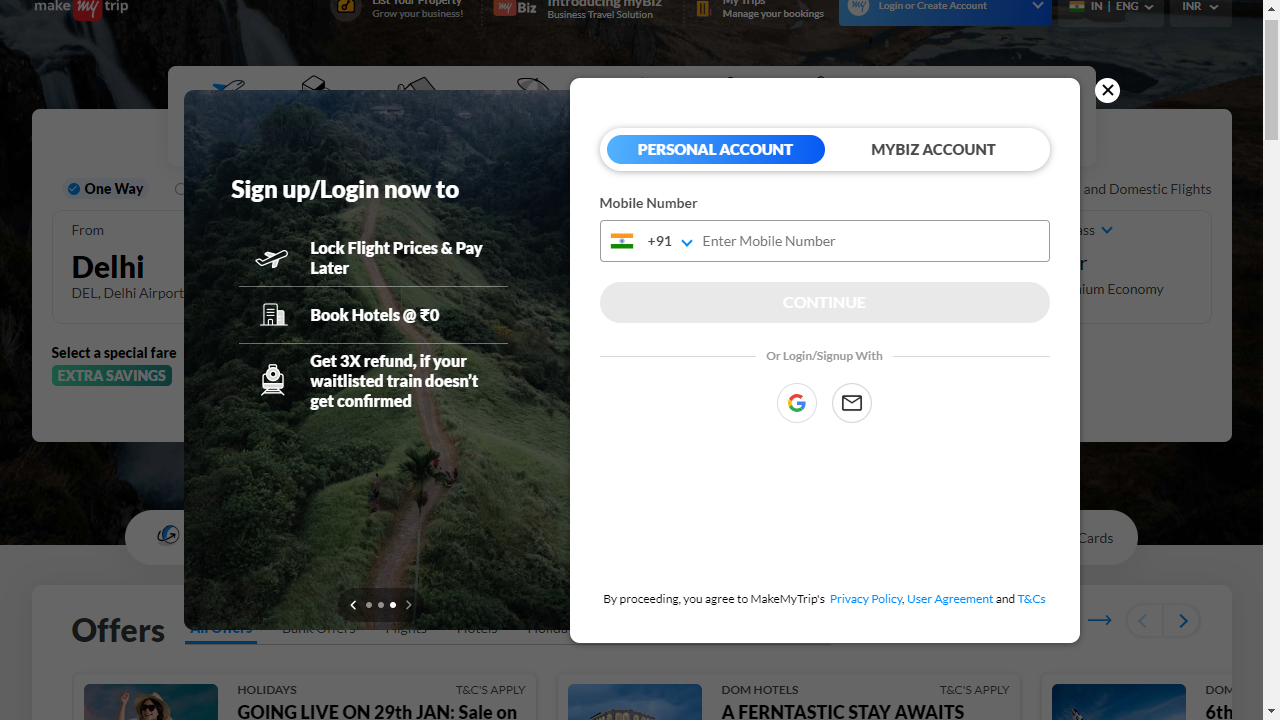 make my trip
List Your Property
Grow your business!
my Biz
Introducing myBiz
Business Travel Solution
My Trips
Manage your bookings
my
Login or Create Account
IN | ENG
INR
One Way
and Domestic Flights
From
Delhi
DEL, Delhi Airport
Select a special fare
EXTRA SAVINGS
Sign up/Login now to
Lock Flight Prices & Pay
Later
Book Hotels @ ₹0
Get 3X refund, if your
waitlisted train doesn't
get confirmed
PERSONAL ACCOUNT
MYBIZ ACCOUNT
Mobile Number
+91
Enter Mobile Number
CONTINUE
Or Login/Signup With
By proceeding, you agree to MakeMyTrip's Privacy Policy, User Agreement and T&Cs
Economy
Cards
Offers
All Offers
Bank Offers
Flights
Hotels
HOLIDAYS
T&C'S APPLY
GOING LIVE ON 29th JAN: Sale on
DOM HOTELS
T&C'S APPLY
A FERNTASTIC STAY AWAITS
DOM
6th